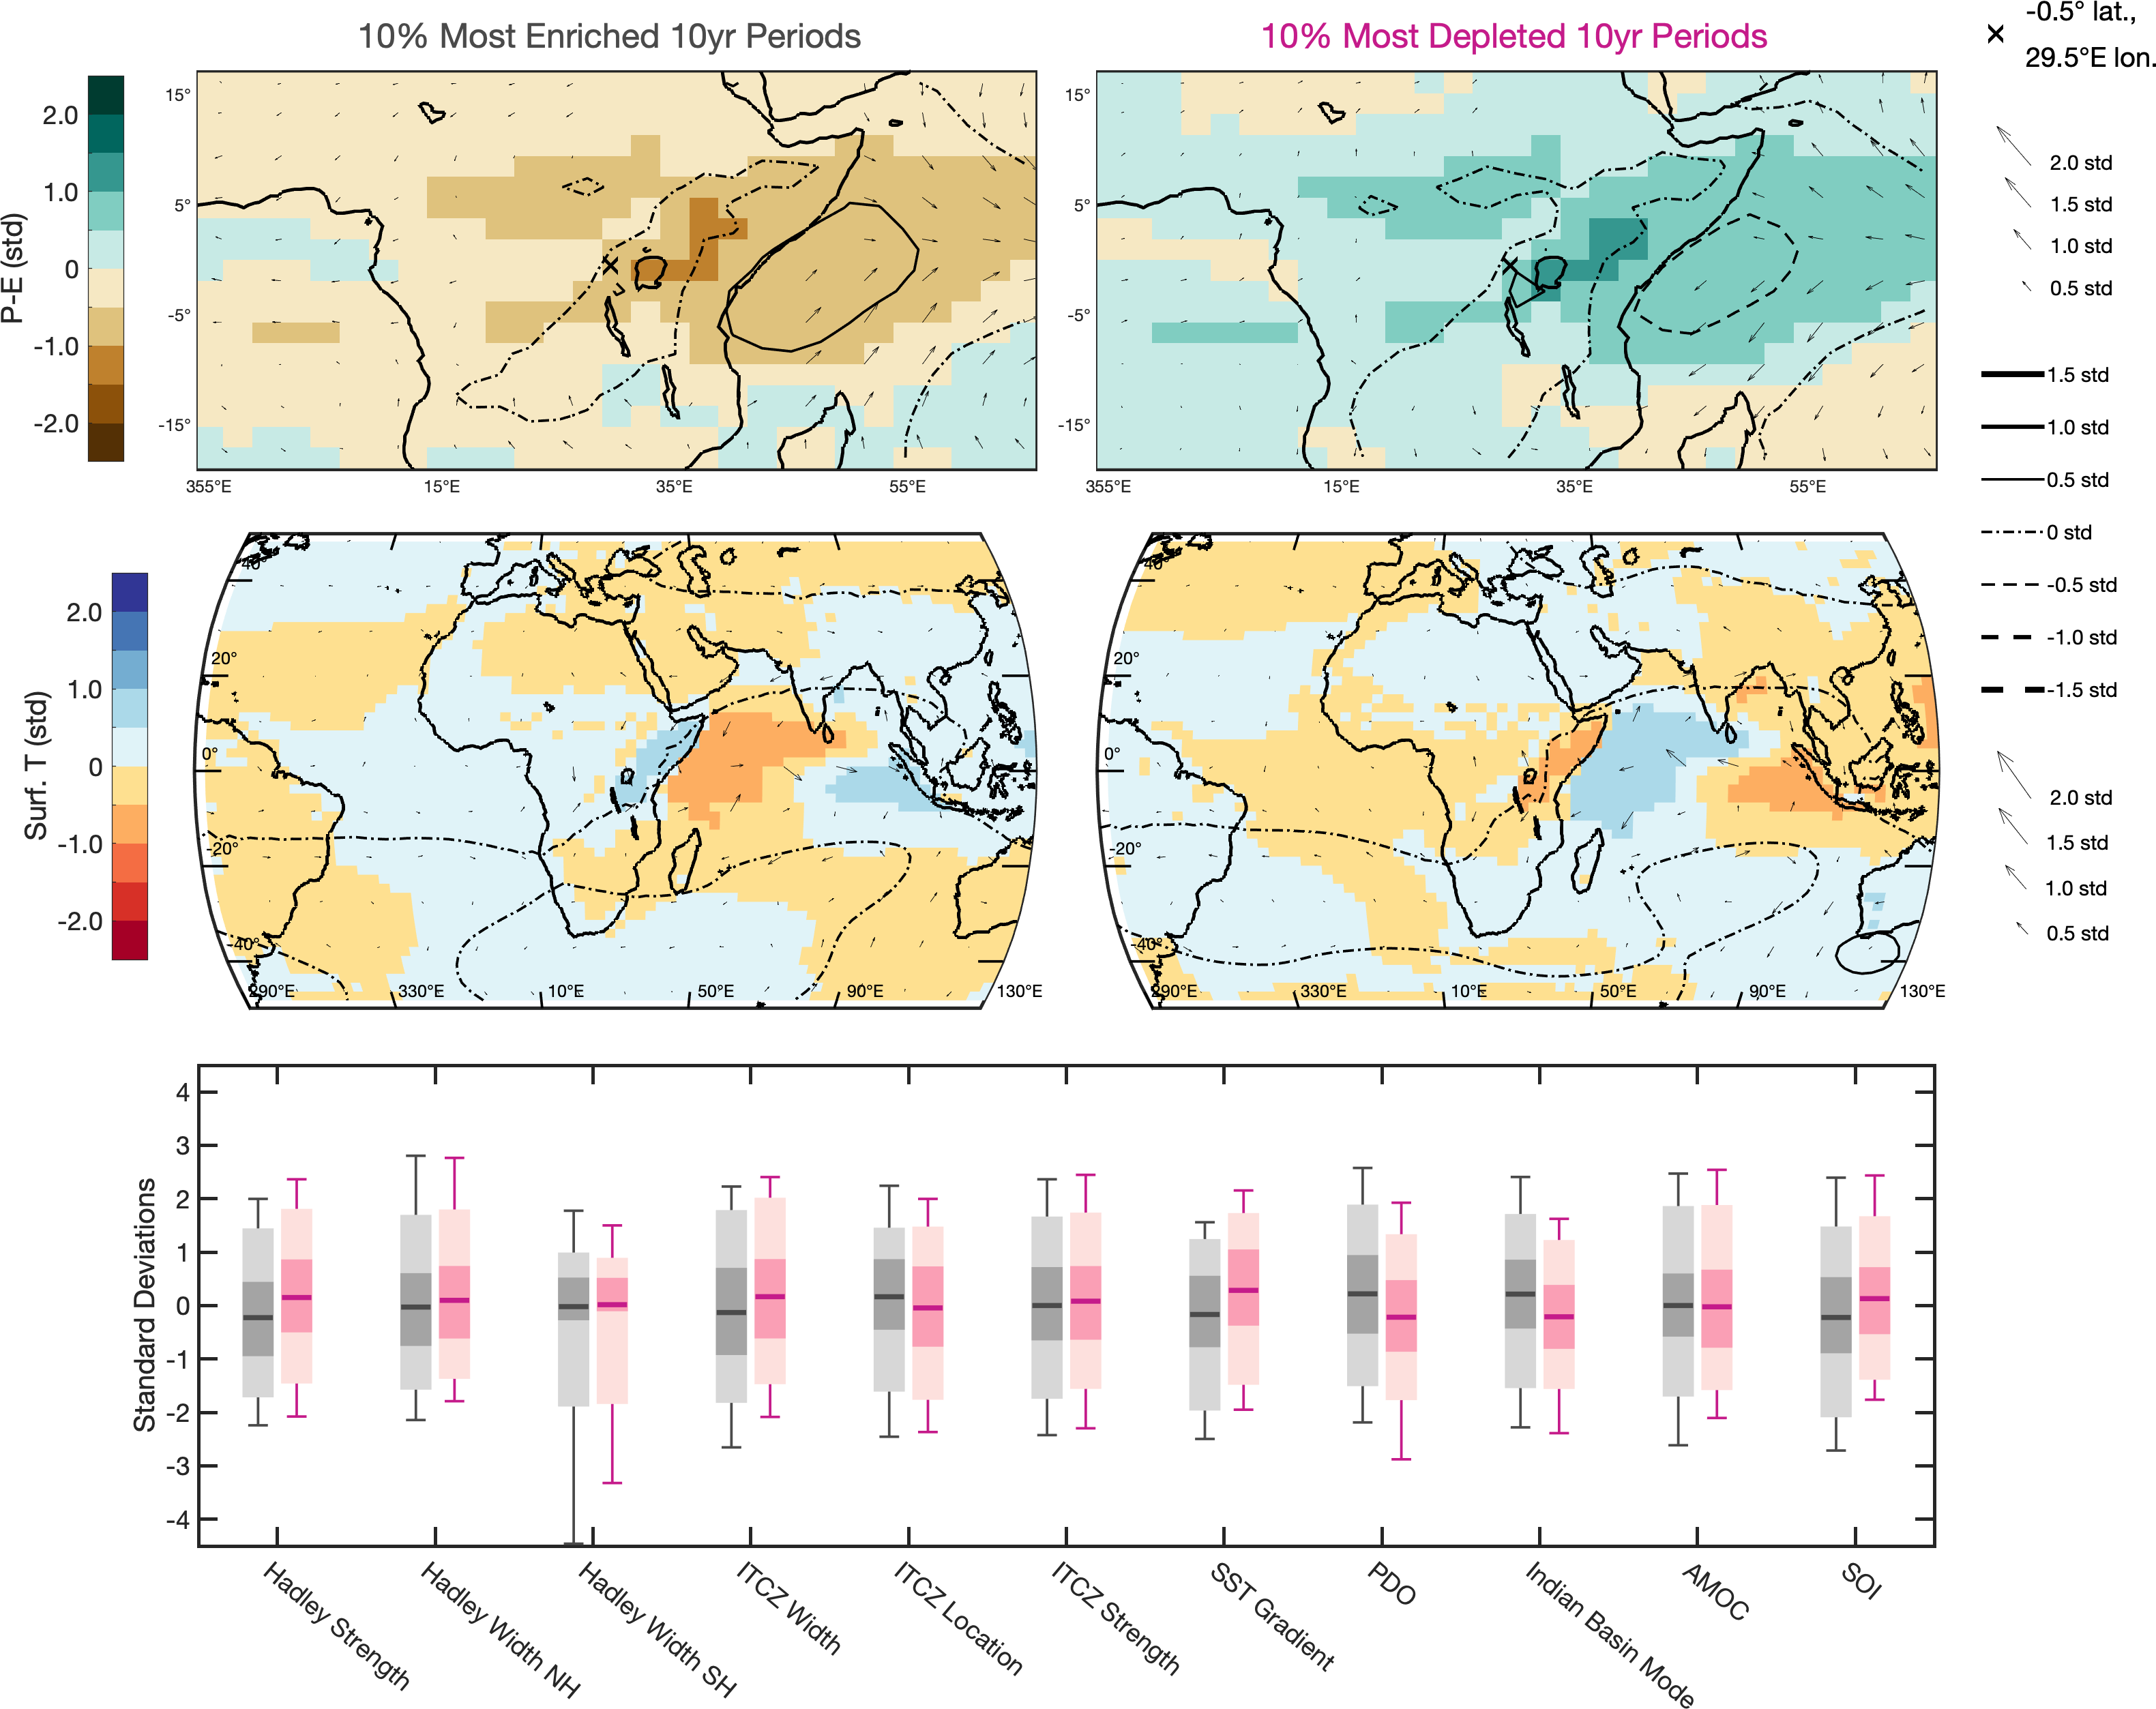 10% Most Enriched 10yr Periods
10% Most Depleted 10yr Periods
-0.5° lat.,
29.5°E lon.
P-E (std)
2.0
1.0
0
-1.0
-2.0
15°
5°
-5°
-15°
355°E
15°E
35°E
55°E
15°
5°
-5°
-15°
355°E
15°E
35°E
55°E
2.0 std
1.5 std
1.0 std
0.5 std
1.5 std
1.0 std
0.5 std
0 std
-0.5 std
-1.0 std
-1.5 std
Surf. T (std)
2.0
1.0
0
-1.0
-2.0
40°
20°
0°
-20°
-40°
290°E
330°E
10°E
50°E
90°E
130°E
40°
20°
0°
-20°
-40°
290°E
330°E
10°E
50°E
90°E
130°E
2.0 std
1.5 std
1.0 std
0.5 std
Standard Deviations
4
3
2
1
0
-1
-2
-3
-4
Hadley Strength
Hadley Width NH
Hadley Width SH
ITCZ Width
ITCZ Location
ITCZ Strength
SST Gradient
PDO
Indian Basin Mode
AMOC
SOI